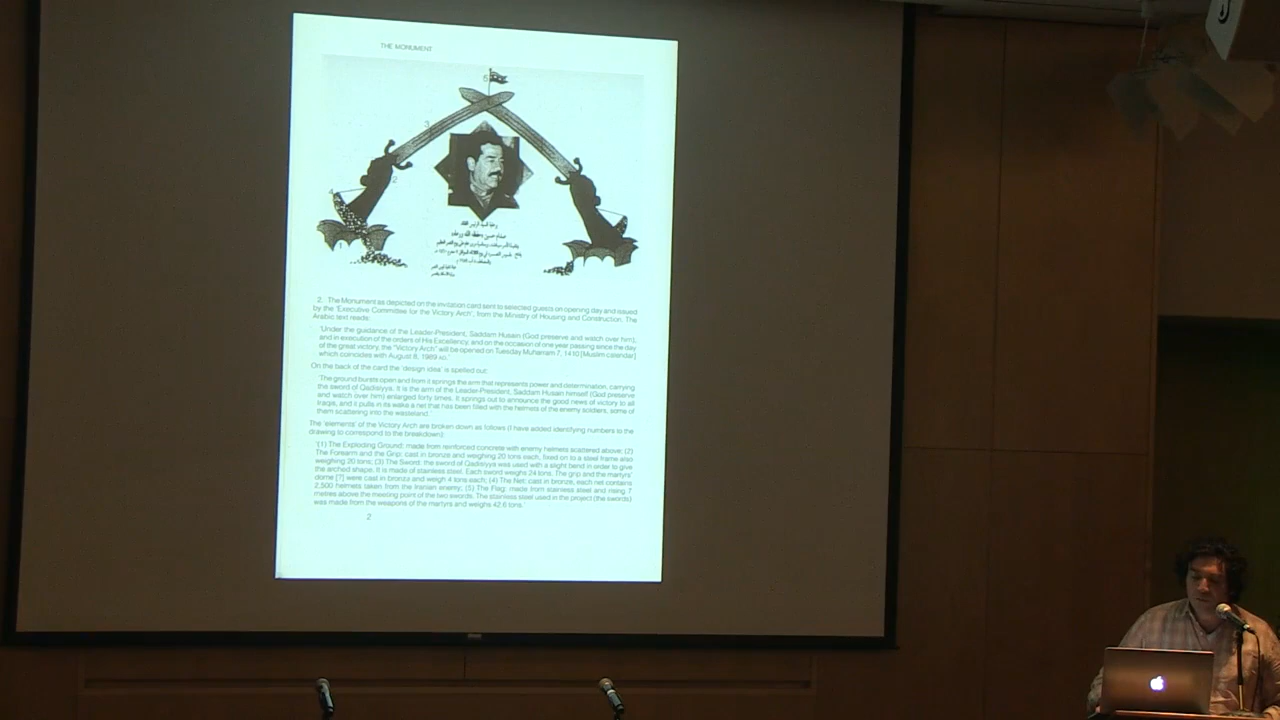 THE MONUMENT
5
3
2
4
1
2. The Monument as depicted on the invitation card sent to selected guests on opening day and issued
by the 'Executive Committee for the Victory Arch', from the Ministry of Housing and Construction. The
Arabic text reads:
'Under the guidance of the Leader-President, Saddam Husain (God preserve and watch over him),
and in execution of the orders of His Excellency; and on the occasion of one year passing since the day
of the great victory, the "Victory Arch" will be opened on Tuesday Muharram 7, 1410 [Muslim calendar]
which coincides with August 8, 1989 AD.'
On the back of the card the 'design idea' is spelled out:
'The ground bursts open and from it springs the arm that represents power and determination, carrying
the sword of Qadisiyya. It is the arm of the Leader-President, Saddam Husain himself (God preserve
and watch over him) enlarged forty times. It springs out to announce the good news of victory to all
Iraqis, and it pulls in its wake a net that has been filled with the helmets of the enemy soldiers, some of
them scattering into the wasteland.'
The 'elements' of the Victory Arch are broken down as follows (I have added identifying numbers to the
drawing to correspond to the breakdown):
'(1) The Exploding Ground: made from reinforced concrete with enemy helmets scattered above; (2)
The Forearm and the Grip: cast in bronze and weighing 20 tons each, fixed on to a steel frame also
weighing 20 tons; (3) The Sword: the sword of Qadisiyya was used with a slight bend in order to give
the arched shape. It is made of stainless steel. Each sword weighs 24 tons. The grip and the martyrs'
dome [?] were cast in bronze and weigh 4 tons each; (4) The Net: cast in bronze, each net contains
2,500 helmets taken from the Iranian enemy; (5) The Flag: made from stainless steel and rising 7
metres above the meeting point of the two swords. The stainless steel used in the project (the swords)
was made from the weapons of the martyrs and weighs 42.6 tons.'
2